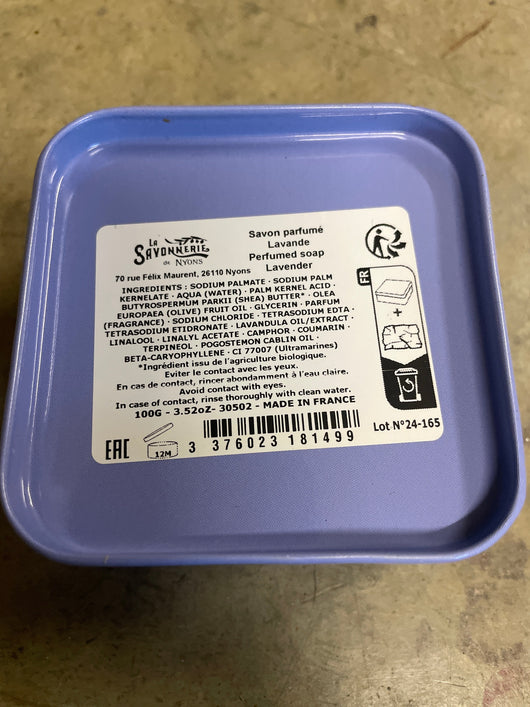 LA
SAVONNERIE
de NYONS
70 rue Félix Maurent, 26110 Nyons
Savon parfumé
Lavande
Perfumed soap
Lavender
INGREDIENTS : SODIUM PALMATE · SODIUM PALM
KERNELATE · AQUA (WATER) · PALM KERNEL ACID ·
BUTYROSPERMUM PARKII (SHEA) BUTTER* · OLEA
EUROPAEA (OLIVE) FRUIT OIL · GLYCERIN · PARFUM
(FRAGRANCE) · SODIUM CHLORIDE · TETRASODIUM EDTA ·
TETRASODIUM ETIDRONATE · LAVANDULA OIL/EXTRACT ·
LINALOOL · LINALYL ACETATE · CAMPHOR · COUMARIN ·
TERPINEOL · POGOSTEMON CABLIN OIL ·
BETA-CARYOPHYLLENE · CI 77007 (Ultramarines)
*Ingrédient issu de l'agriculture biologique.
Eviter le contact avec les yeux.
En cas de contact, rincer abondamment à l'eau claire.
Avoid contact with eyes.
In case of contact, rinse thoroughly with clean water.
100G - 3.52oZ- 30502 - MADE IN FRANCE
EAC
12M
3 376023 181499
FR
+
Lot N°24-165